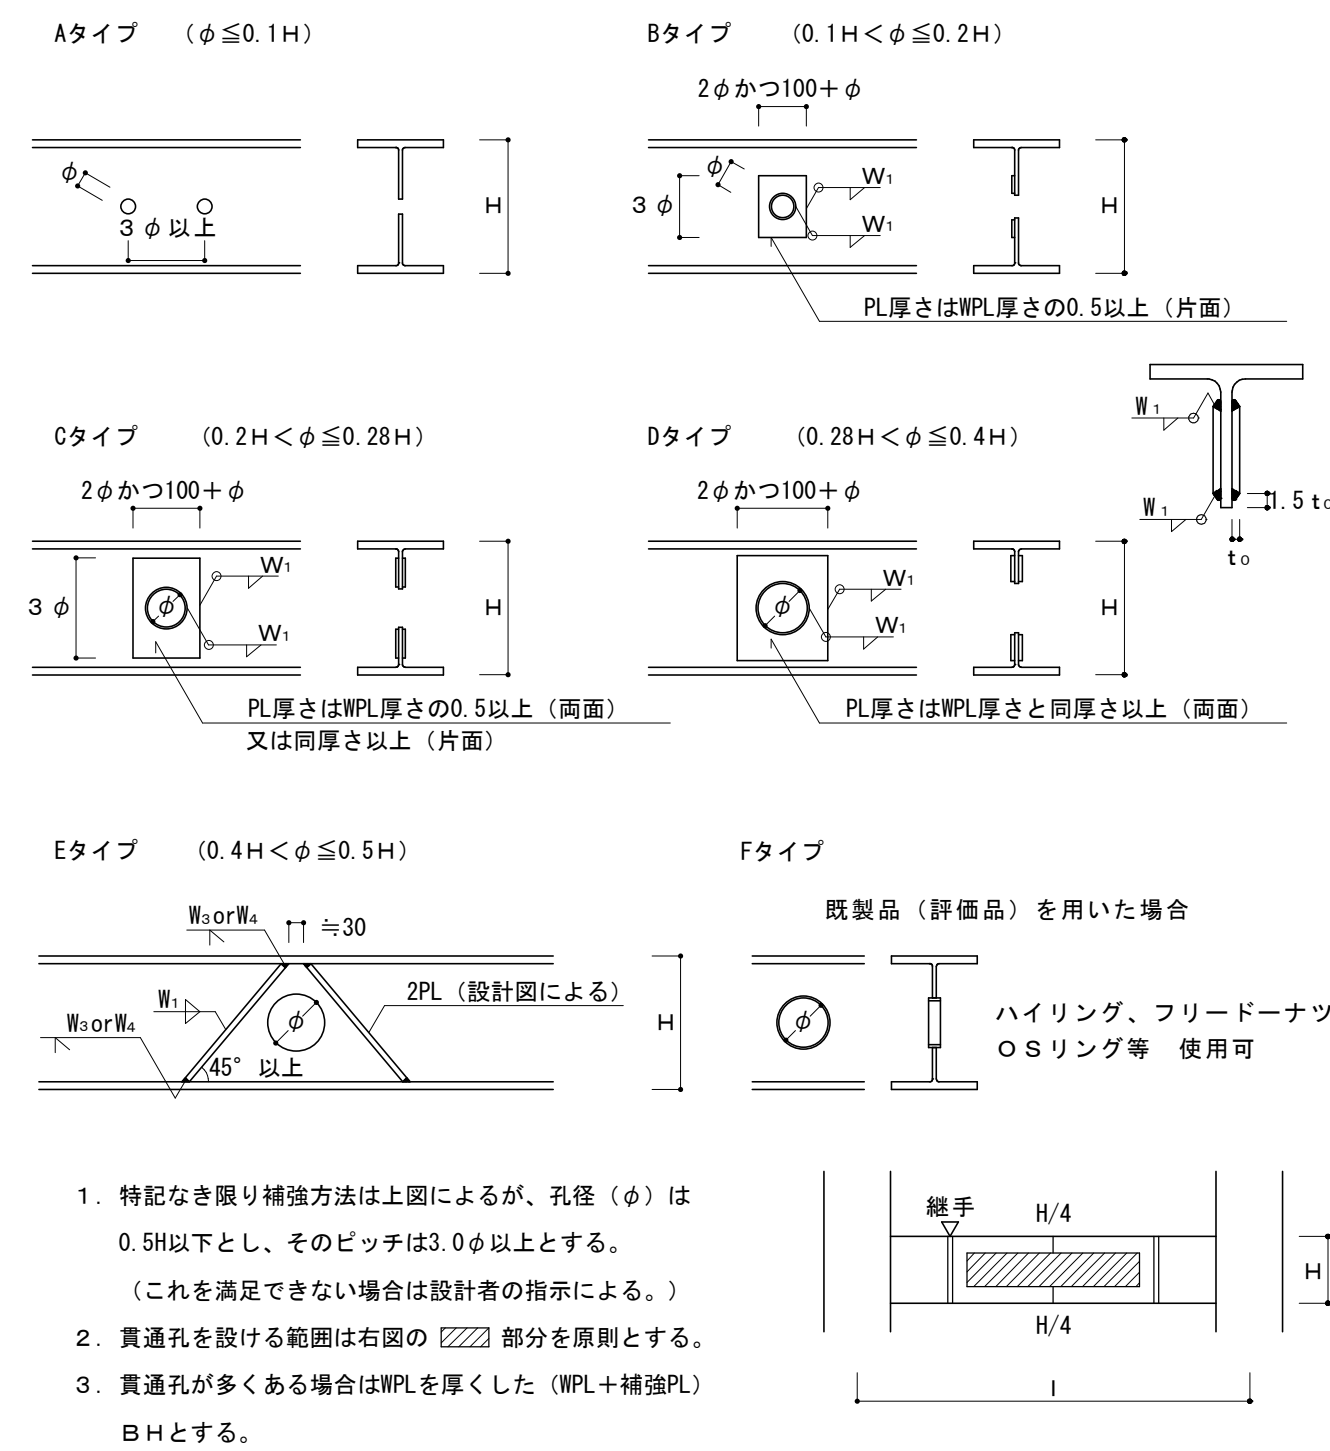 Aタイプ　（φ≦0.1H）
Bタイプ　（0.1H＜φ≦0.2H）
2φかつ100＋φ
φ
3φ以上
H
φ
3φ
W1
W1
H
PL厚さはWPL厚さの0.5以上（片面）
Cタイプ　（0.2H＜φ≦0.28H）
Dタイプ　（0.28H＜φ≦0.4H）
W1
W1
1.5to
to
2φかつ100＋φ
2φかつ100＋φ
3φ
φ
W1
W1
H
φ
W1
W1
H
PL厚さはWPL厚さの0.5以上（両面）
又は同厚さ以上（片面）
PL厚さはWPL厚さと同厚さ以上（両面）
Eタイプ　（0.4H＜φ≦0.5H）
Fタイプ
W3orW4
≒30
既製品（評価品）を用いた場合
W1
2PL（設計図による）
W3orW4
φ
45°以上
H
φ
ハイリング、フリードーナツ
OSリング等　使用可
1．特記なき限り補強方法は上図によるが、孔径（φ）は
0.5H以下とし、そのピッチは3.0φ以上とする。
（これを満足できない場合は設計者の指示による。）
2．貫通孔を設ける範囲は右図の　部分を原則とする。
3．貫通孔が多くある場合はWPLを厚くした（WPL＋補強PL）
BHとする。
継手
H/4
H
H/4
l